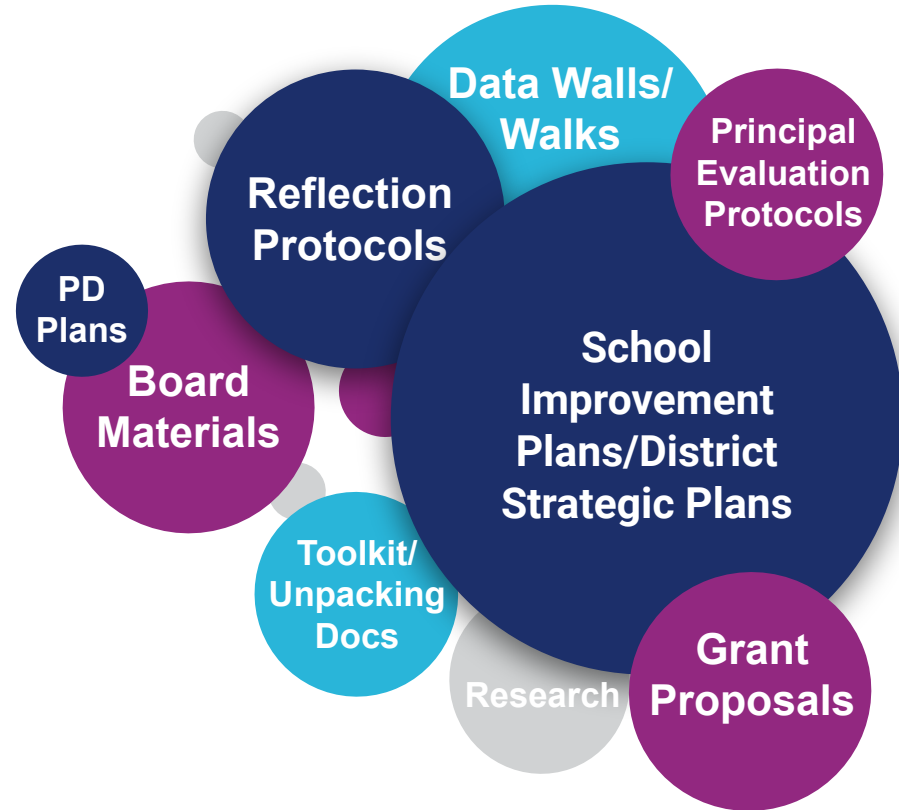 Data Walls/
Walks
Principal
Evaluation
Protocols
Reflection
Protocols
PD
Plans
Board
Materials
School
Improvement
Plans/District
Strategic Plans
Toolkit/
Unpacking
Docs
Research
Grant
Proposals